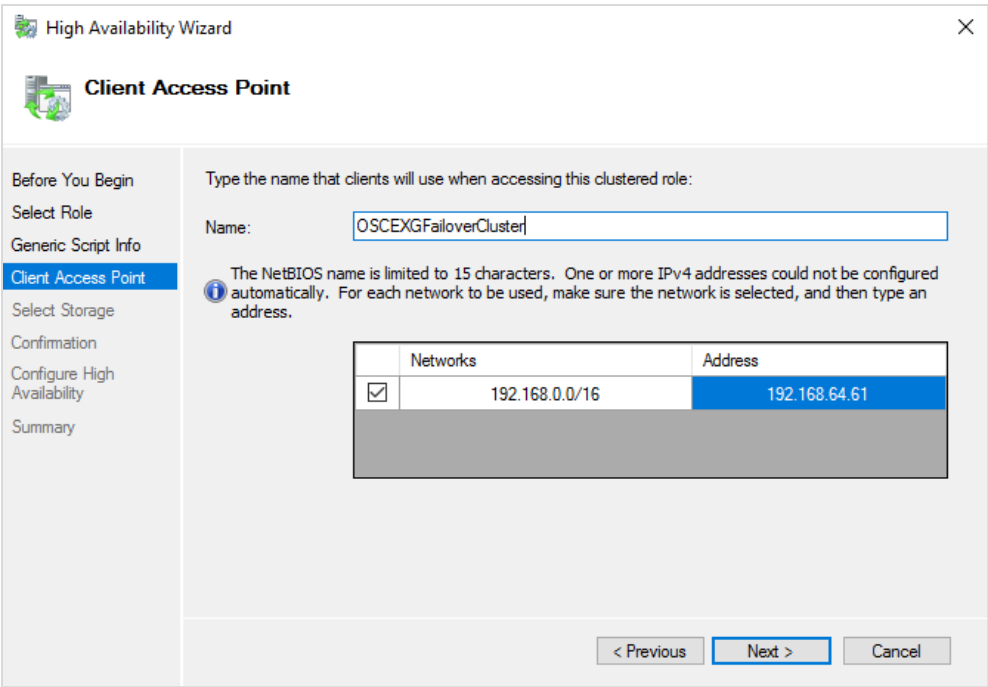 High Availability Wizard
Client Access Point
Before You Begin
Select Role
Generic Script Info
Client Access Point
Select Storage
Confirmation
Configure High
Availability
Summary
Type the name that clients will use when accessing this clustered role:
Name:
OSCEXGFailoverCluster
The NetBIOS name is limited to 15 characters. One or more IPv4 addresses could not be configured
automatically. For each network to be used, make sure the network is selected, and then type an
address.
Networks Address
192.168.0.0/16 192.168.64.61
< Previous Next > Cancel